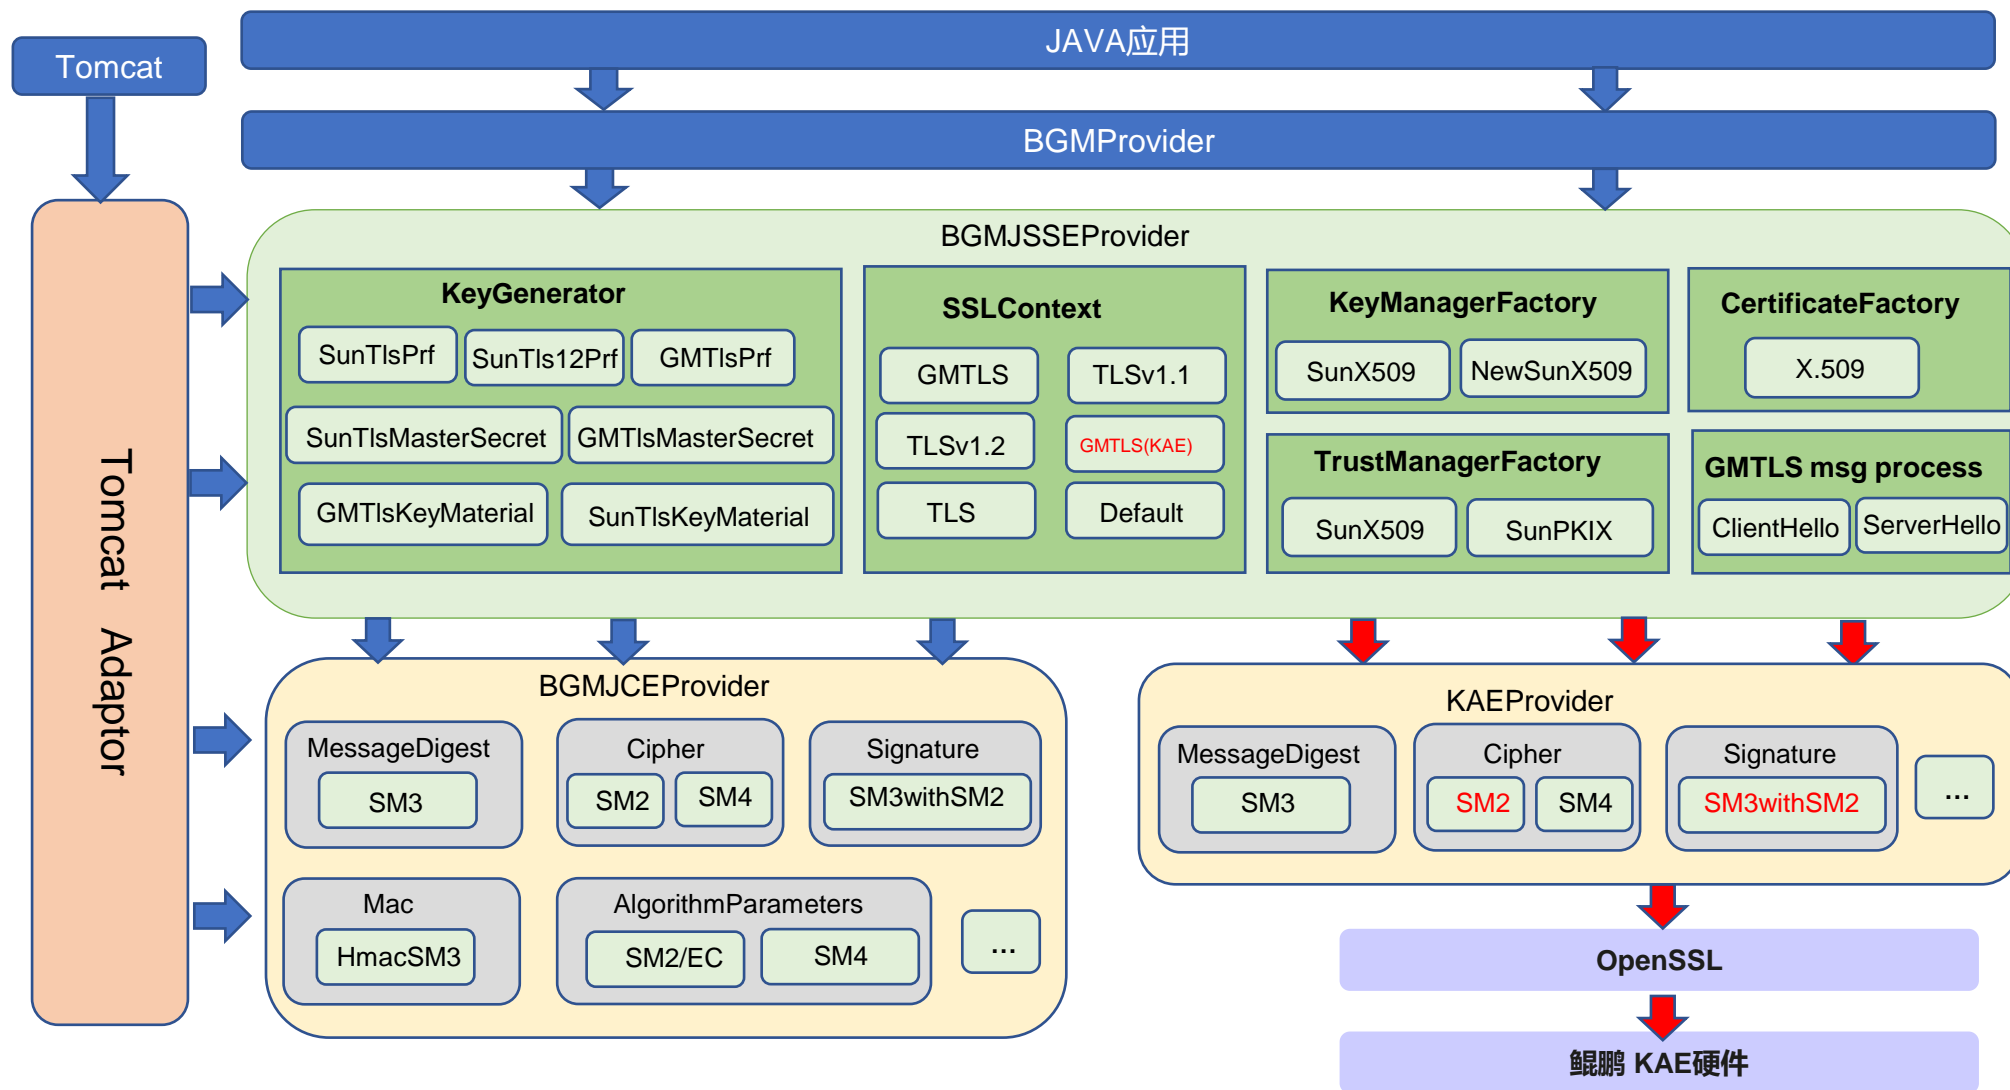 JAVA应用
Tomcat
BGMProvider
Tomcat Adaptor
BGMJSSEProvider
KeyGenerator
SunTlsPrf
SunTls12Prf
GMTlsPrf
SunTlsMasterSecret
GMTlsMasterSecret
GMTlsKeyMaterial
SunTlsKeyMaterial
SSLContext
GMTLS
TLSv1.1
TLSv1.2
GMTLS(KAE)
TLS
Default
KeyManagerFactory
SunX509
NewSunX509
CertificateFactory
X.509
TrustManagerFactory
SunX509
SunPKIX
GMTLS msg process
ClientHello
ServerHello
BGMJCEProvider
MessageDigest
SM3
Cipher
SM2
SM4
Signature
SM3withSM2
Mac
HmacSM3
AlgorithmParameters
SM2/EC
SM4
...
KAEProvider
MessageDigest
SM3
Cipher
SM2
SM4
Signature
SM3withSM2
...
OpenSSL
鲲鹏 KAE硬件